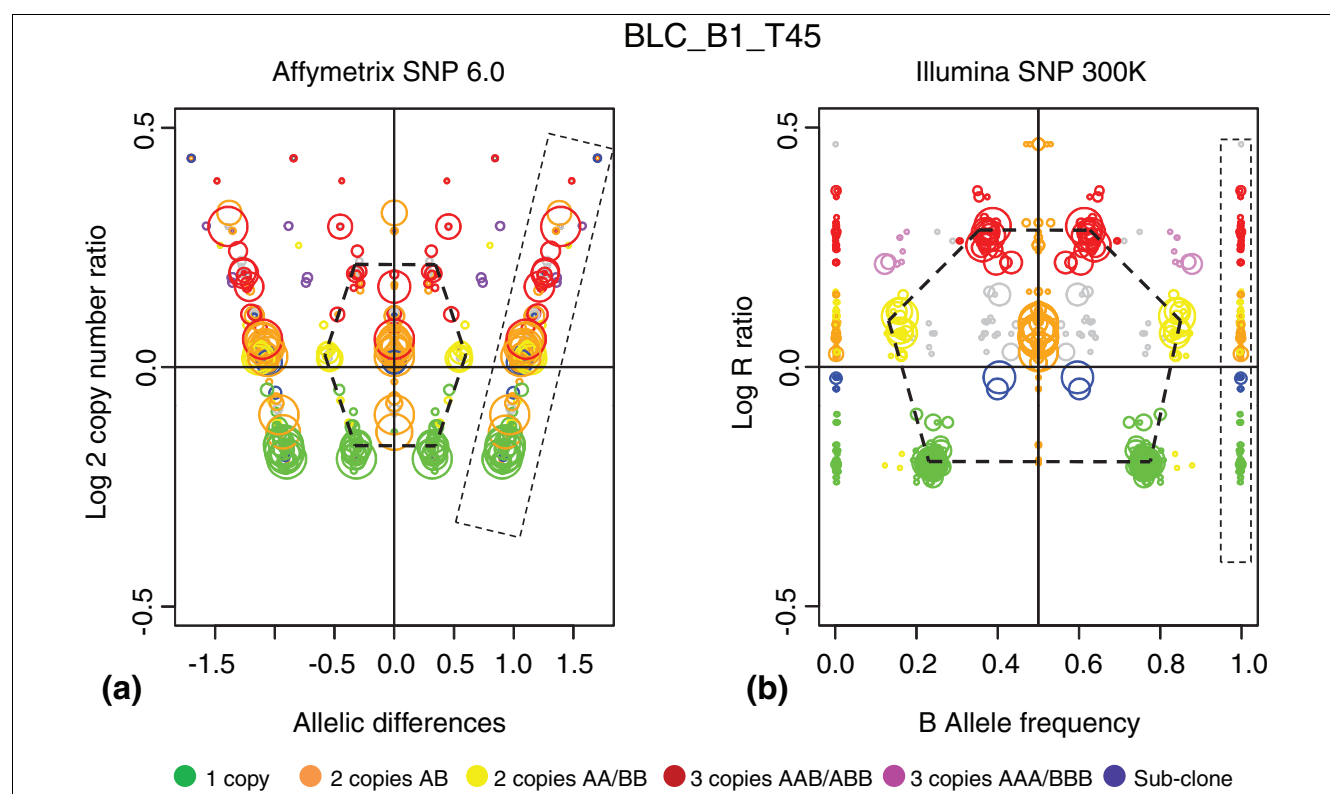 BLC_B1_T45
Affymetrix SNP 6.0
Illumina SNP 300K
Log 2 copy number ratio
0.5
0.0
-0.5
-1.5
-0.5
0.0
0.5
1.0
1.5
(a)
Allelic differences
Log R ratio
0.5
0.0
-0.5
0.0
0.2
0.4
0.6
0.8
1.0
(b)
B Allele frequency
1 copy
2 copies AB
2 copies AA/BB
3 copies AAB/ABB
3 copies AAA/BBB
Sub-clone